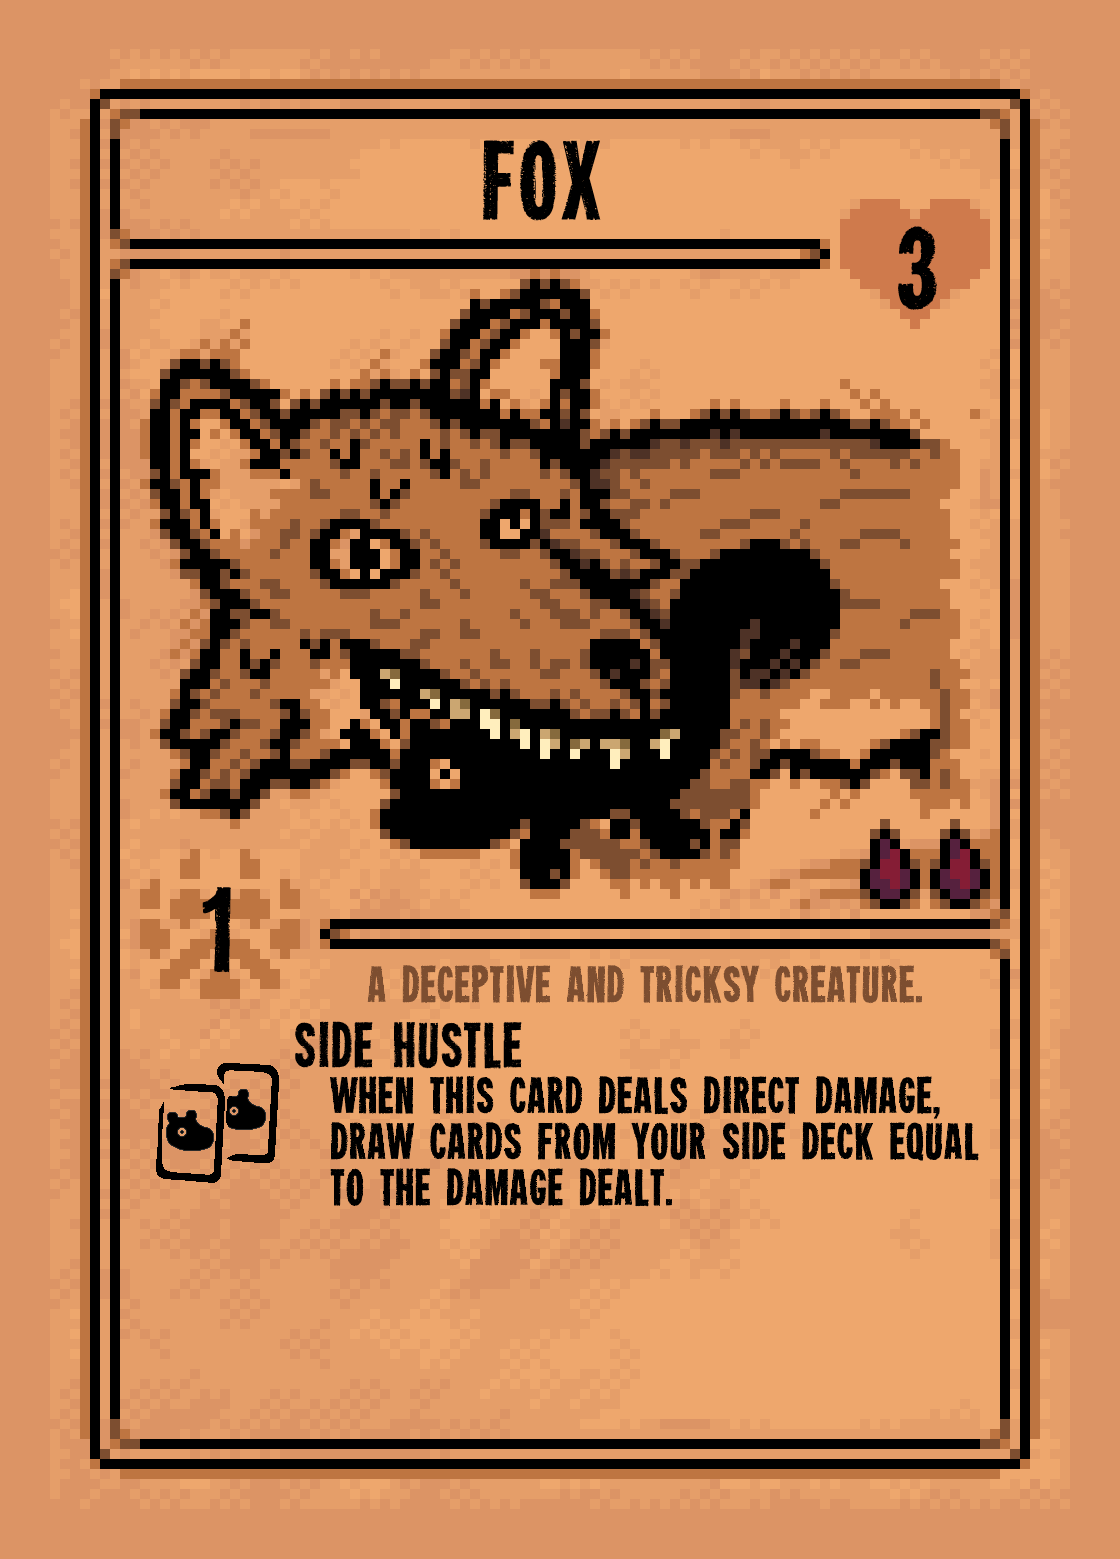 FOX
3
1
A DECEPTIVE AND TRICKSY CREATURE.
SIDE HUSTLE
WHEN THIS CARD DEALS DIRECT DAMAGE,
DRAW CARDS FROM YOUR SIDE DECK EQUAL
TO THE DAMAGE DEALT.